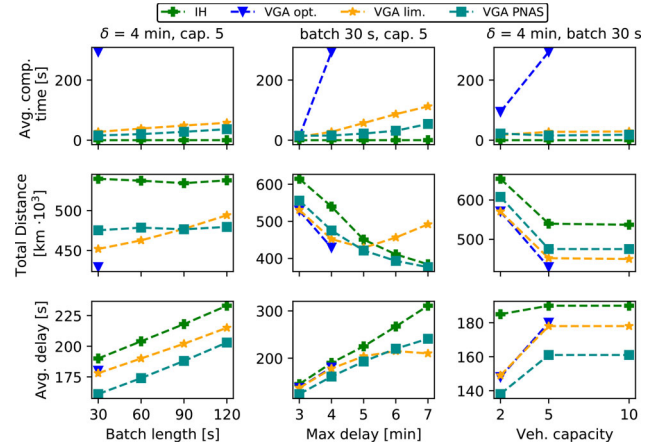 IH VGA opt. VGA lim. VGA PNAS
δ = 4 min, cap. 5 batch 30 s, cap. 5 δ = 4 min, batch 30 s
Avg. comp.
time [s]
200
0
200
0
200
0
Total Distance
[km ·10³]
500
450
600
500
400
600
500
Avg. delay [s]
225
200
175
300
200
180
160
140
30 60 90 120
3 4 5 6 7
2 5 10
Batch length [s] Max delay [min] Veh. capacity